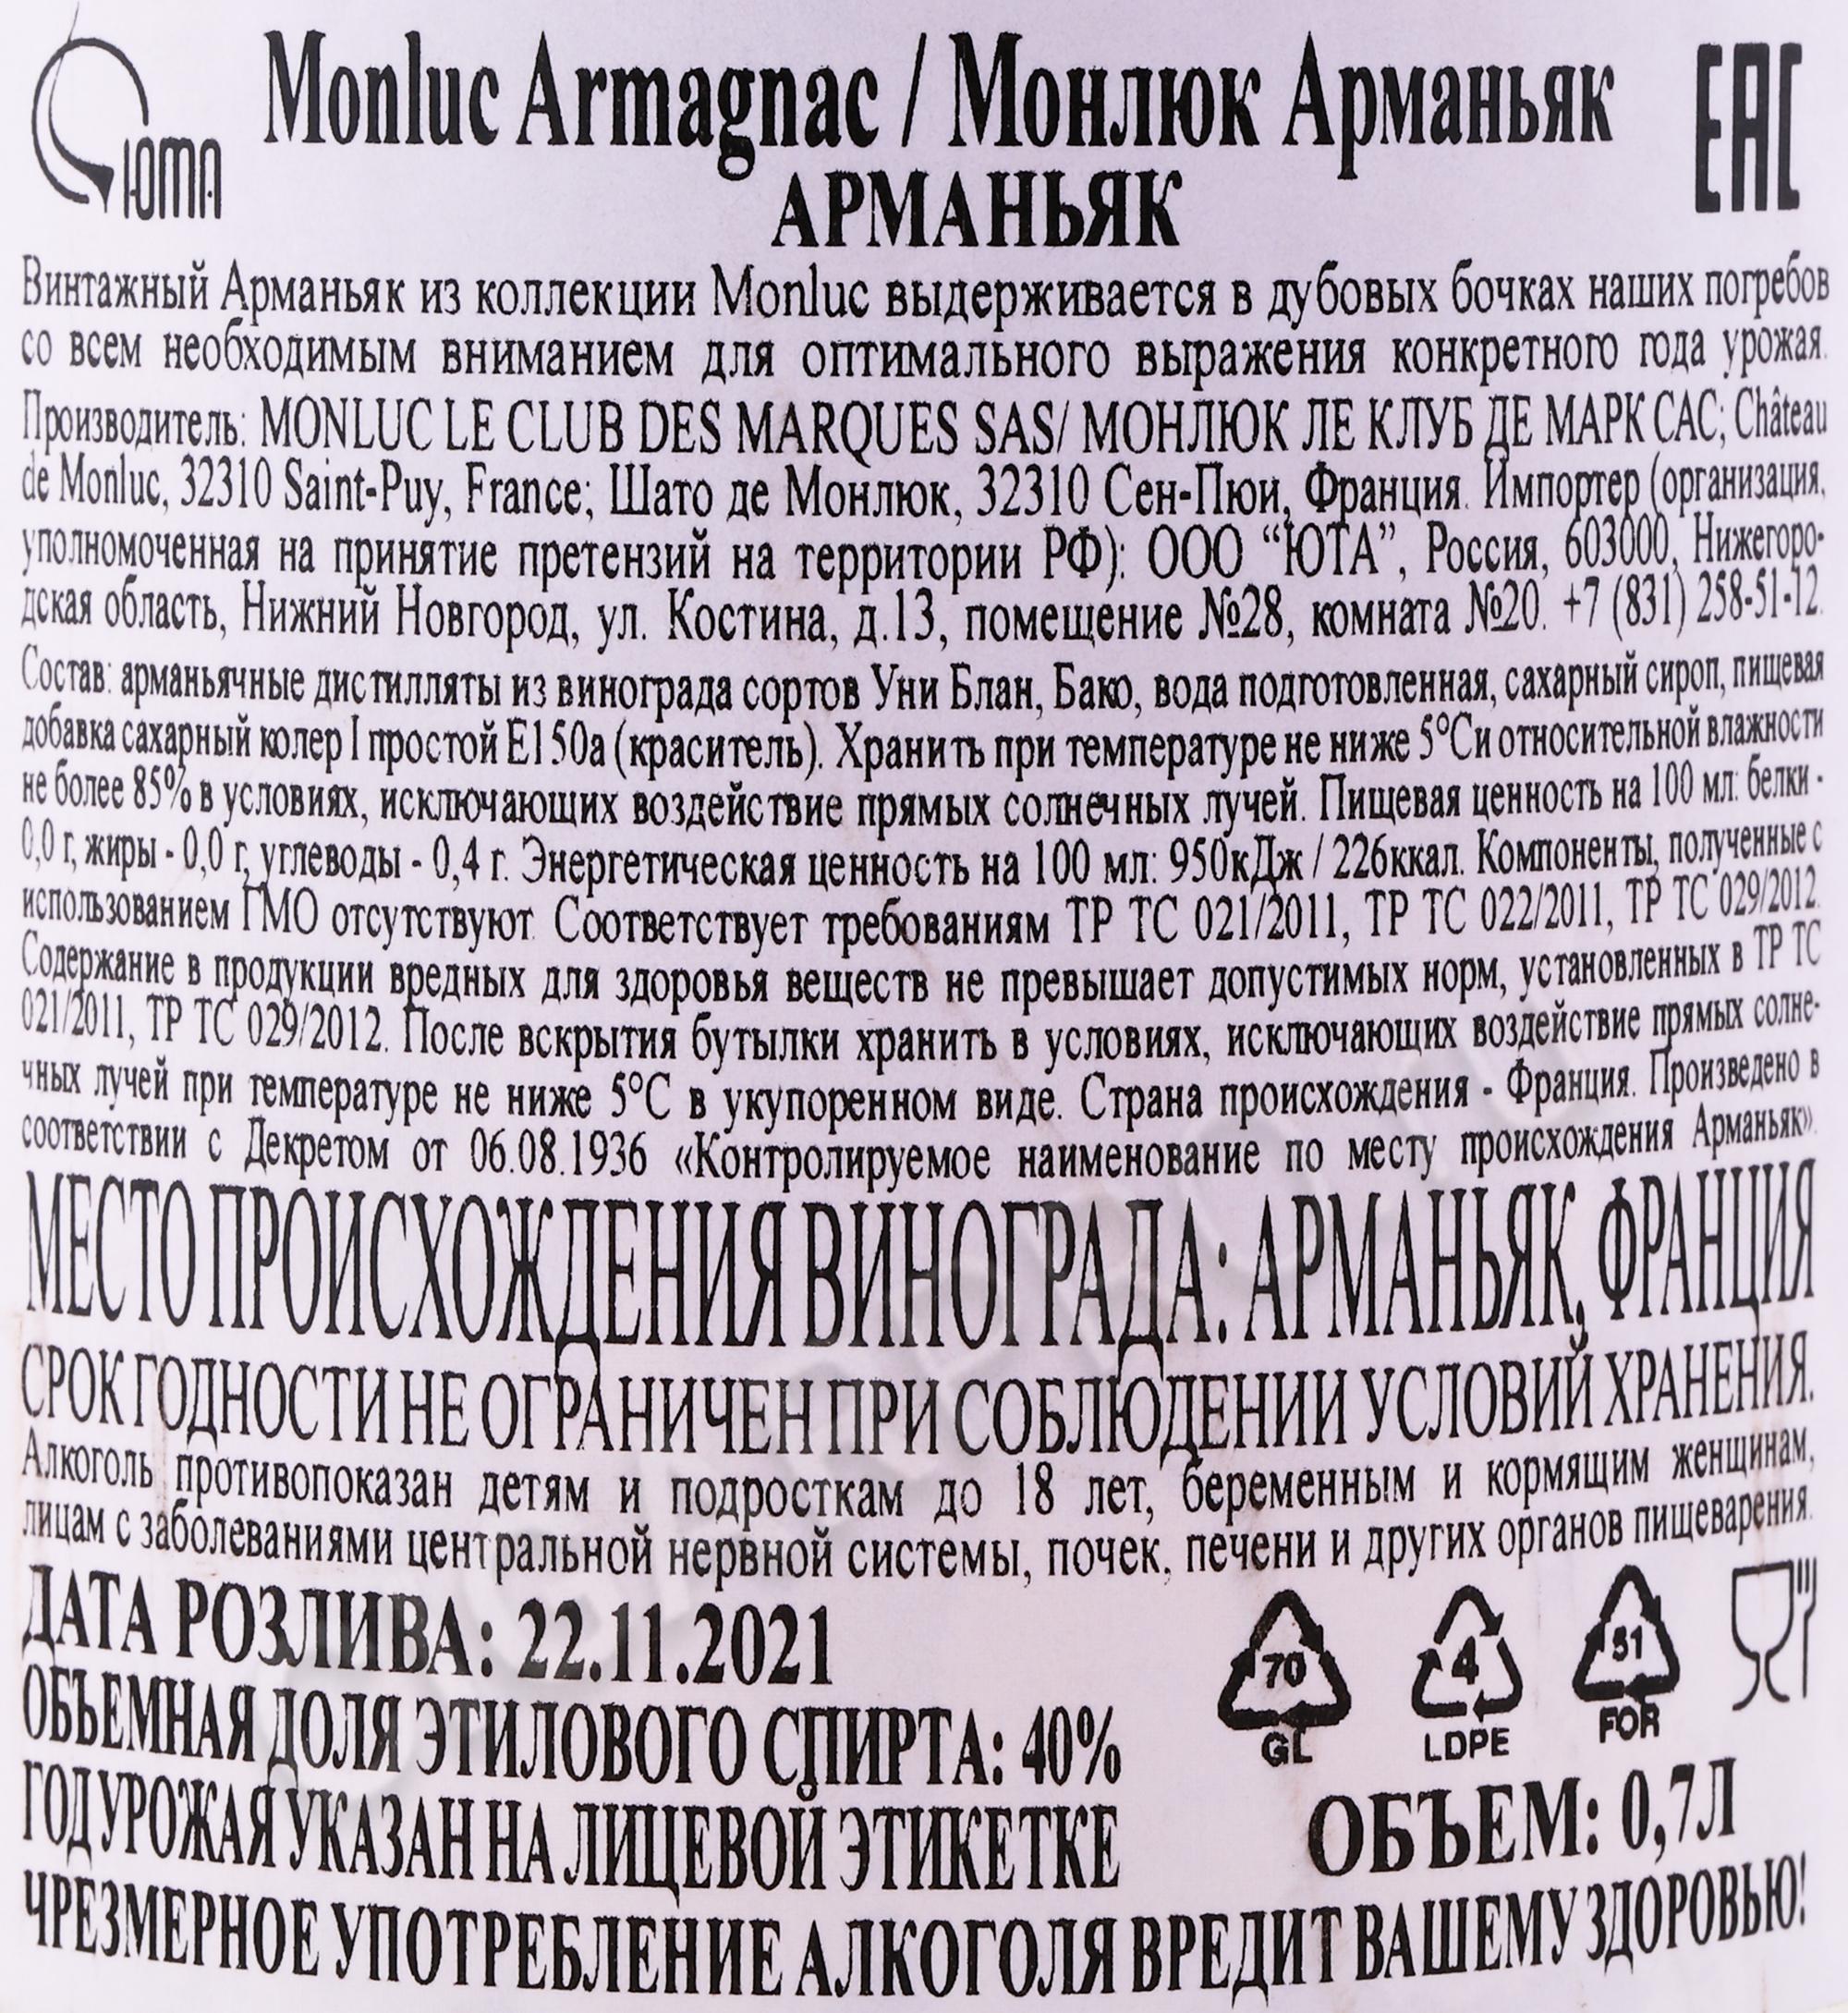 ЮТА
Monluc Armagnac / Монлюк Арманьяк
EAC
АРМАНЬЯК
Винтажный Арманьяк из коллекции Monluc выдерживается в дубовых бочках наших погребов
со всем необходимым вниманием для оптимального выражения конкретного года урожая.
Производитель: MONLUC LE CLUB DES MARQUES SAS/ МОНЛЮК ЛЕ КЛУБ ДЕ МАРК САС; Château
de Monluc, 32310 Saint-Puy, France; Шато де Монлюк, 32310 Сен-Пюи, Франция. Импортер (организация,
уполномоченная на принятие претензий на территории РФ): ООО “ЮТА”, Россия, 603000, Нижегоро-
дская область, Нижний Новгород, ул. Костина, д.13, помещение №28, комната №20. +7 (831) 258-51-12.
Состав: арманьячные дистилляты из винограда сортов Уни Блан, Бако, вода подготовленная, сахарный сироп, пищевая
добавка сахарный колер I простой Е150а (краситель). Хранить при температуре не ниже 5°С и относительной влажности
не более 85% в условиях, исключающих воздействие прямых солнечных лучей. Пищевая ценность на 100 мл: белки -
0,0 г, жиры - 0,0 г, углеводы - 0,4 г. Энергетическая ценность на 100 мл: 950кДж / 226ккал. Компоненты, полученные с
использованием ГМО отсутствуют. Соответствует требованиям ТР ТС 021/2011, ТР ТС 022/2011, ТР ТС 029/2012.
Содержание в продукции вредных для здоровья веществ не превышает допустимых норм, установленных в ТР ТС
021/2011, ТР ТС 029/2012. После вскрытия бутылки хранить в условиях, исключающих воздействие прямых солне-
чных лучей при температуре не ниже 5°С в укупоренном виде. Страна происхождения - Франция. Произведено в
соответствии с Декретом от 06.08.1936 «Контролируемое наименование по месту происхождения Арманьяк».
МЕСТО ПРОИСХОЖДЕНИЯ ВИНОГРАДА: АРМАНЬЯК, ФРАНЦИЯ
СРОК ГОДНОСТИ НЕ ОГРАНИЧЕН ПРИ СОБЛЮДЕНИИ УСЛОВИЙ ХРАНЕНИЯ.
Алкоголь противопоказан детям и подросткам до 18 лет, беременным и кормящим женщинам,
лицам с заболеваниями центральной нервной системы, почек, печени и других органов пищеварения.
ДАТА РОЗЛИВА: 22.11.2021
70
GL
4
LDPE
51
FOR
ОБЪЕМНАЯ ДОЛЯ ЭТИЛОВОГО СПИРТА: 40%
ГОД УРОЖАЯ УКАЗАН НА ЛИЦЕВОЙ ЭТИКЕТКЕ
ОБЪЕМ: 0,7Л
ЧРЕЗМЕРНОЕ УПОТРЕБЛЕНИЕ АЛКОГОЛЯ ВРЕДИТ ВАШЕМУ ЗДОРОВЬЮ!